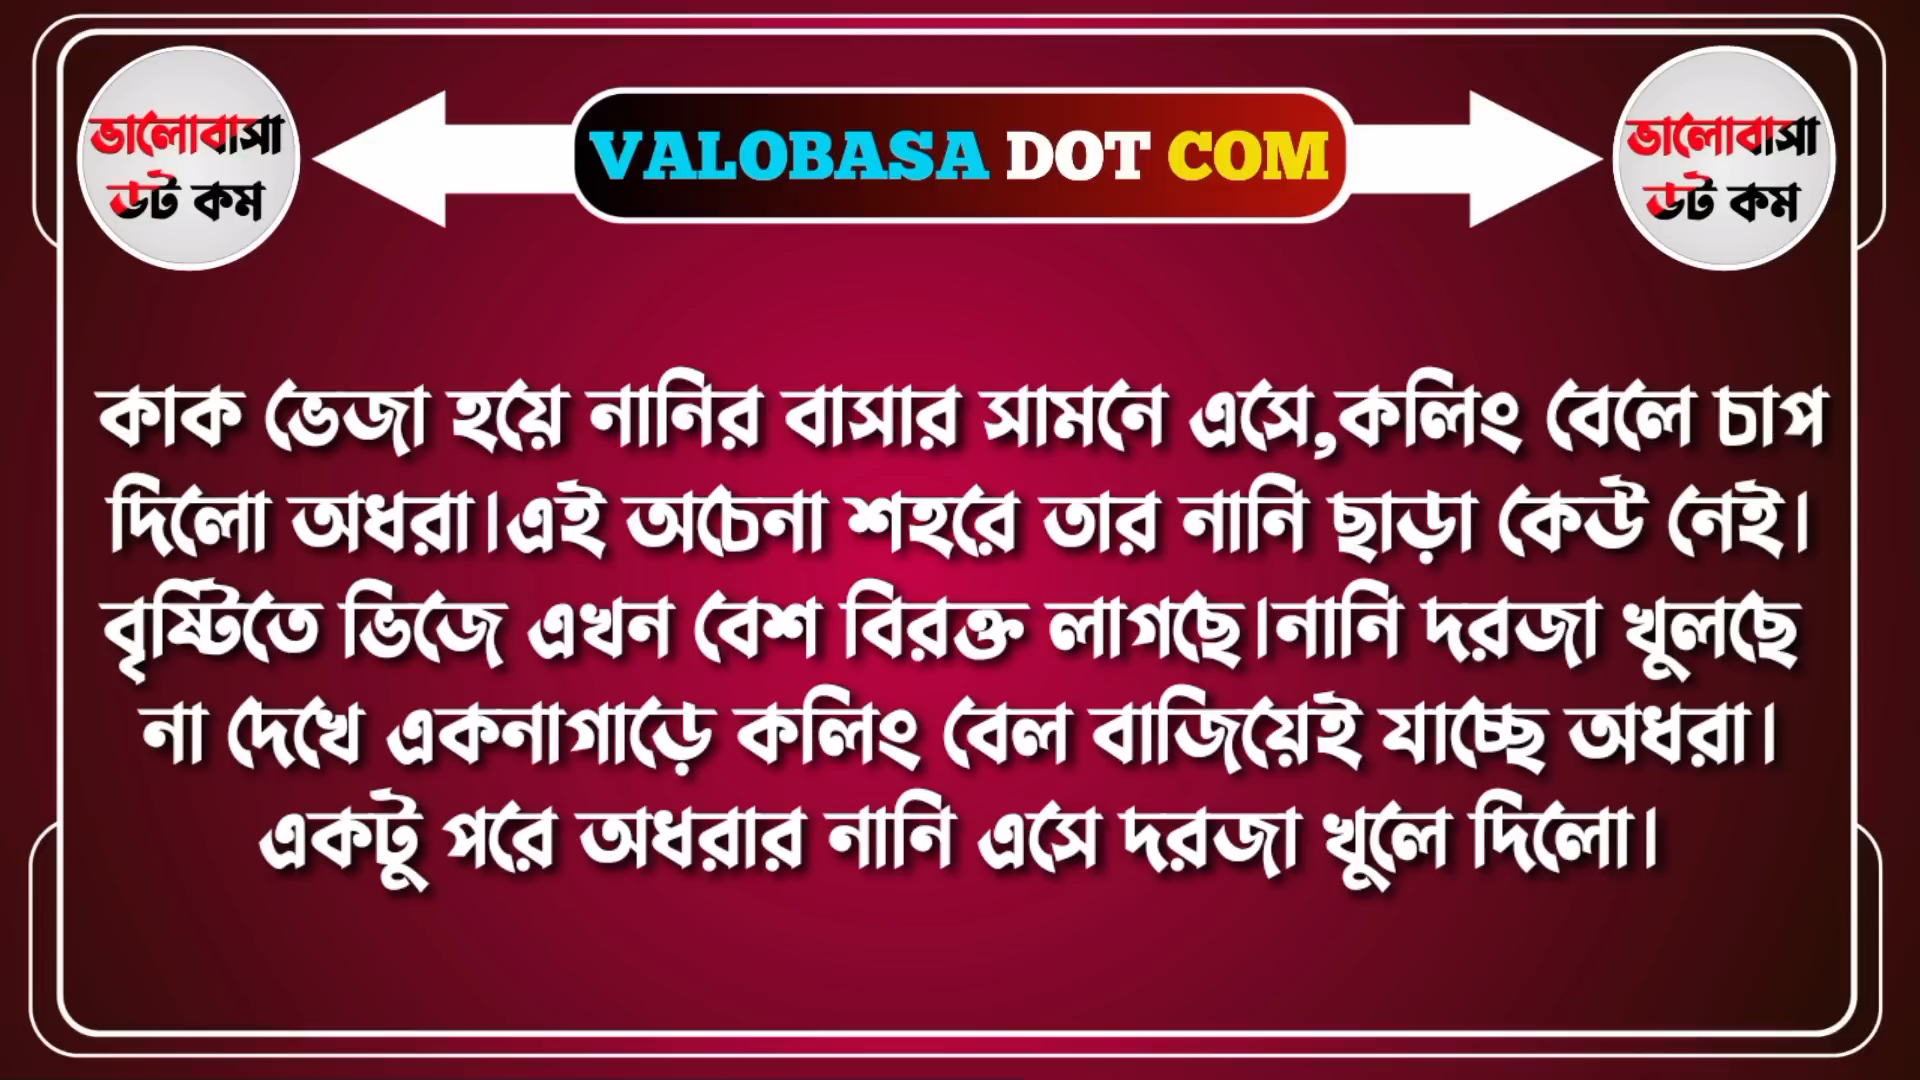 ভালোবাসা
ডট কম
VALOBASA DOT COM
ভালোবাসা
ডট কম
কাক ভেজা হয়ে নানির বাসার সামনে এসে,কলিং বেলে চাপ
দিলো অধরা।এই অচেনা শহরে তার নানি ছাড়া কেউ নেই।
বৃষ্টিতে ভিজে এখন বেশ বিরক্ত লাগছে।নানি দরজা খুলছে
না দেখে একনাগাড়ে কলিং বেল বাজিয়েই যাচ্ছে অধরা।
একটু পরে অধরার নানি এসে দরজা খুলে দিলো।